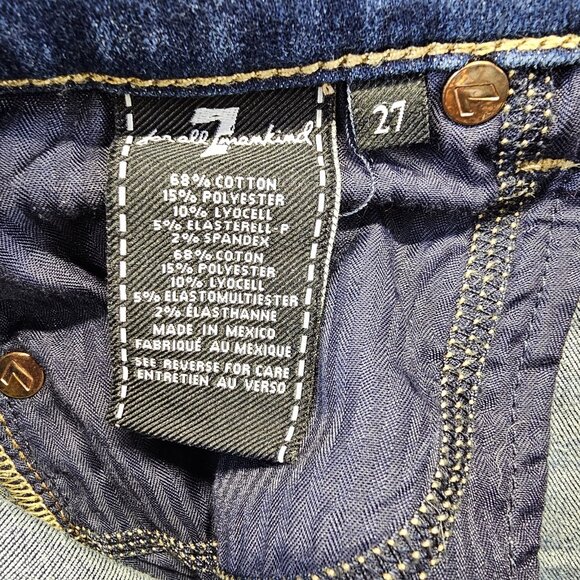 7
for all mankind
27
68% COTTON
15% POLYESTER
10% LYOCELL
5% ELASTERELL-P
2% SPANDEX
68% COTON
15% POLYESTER
10% LYOCELL
5% ELASTOMULTIESTER
2% ELASTHANNE
MADE IN MEXICO
FABRIQUÉ AU MEXIQUE
SEE REVERSE FOR CARE
ENTRETIEN AU VERSO
7
7